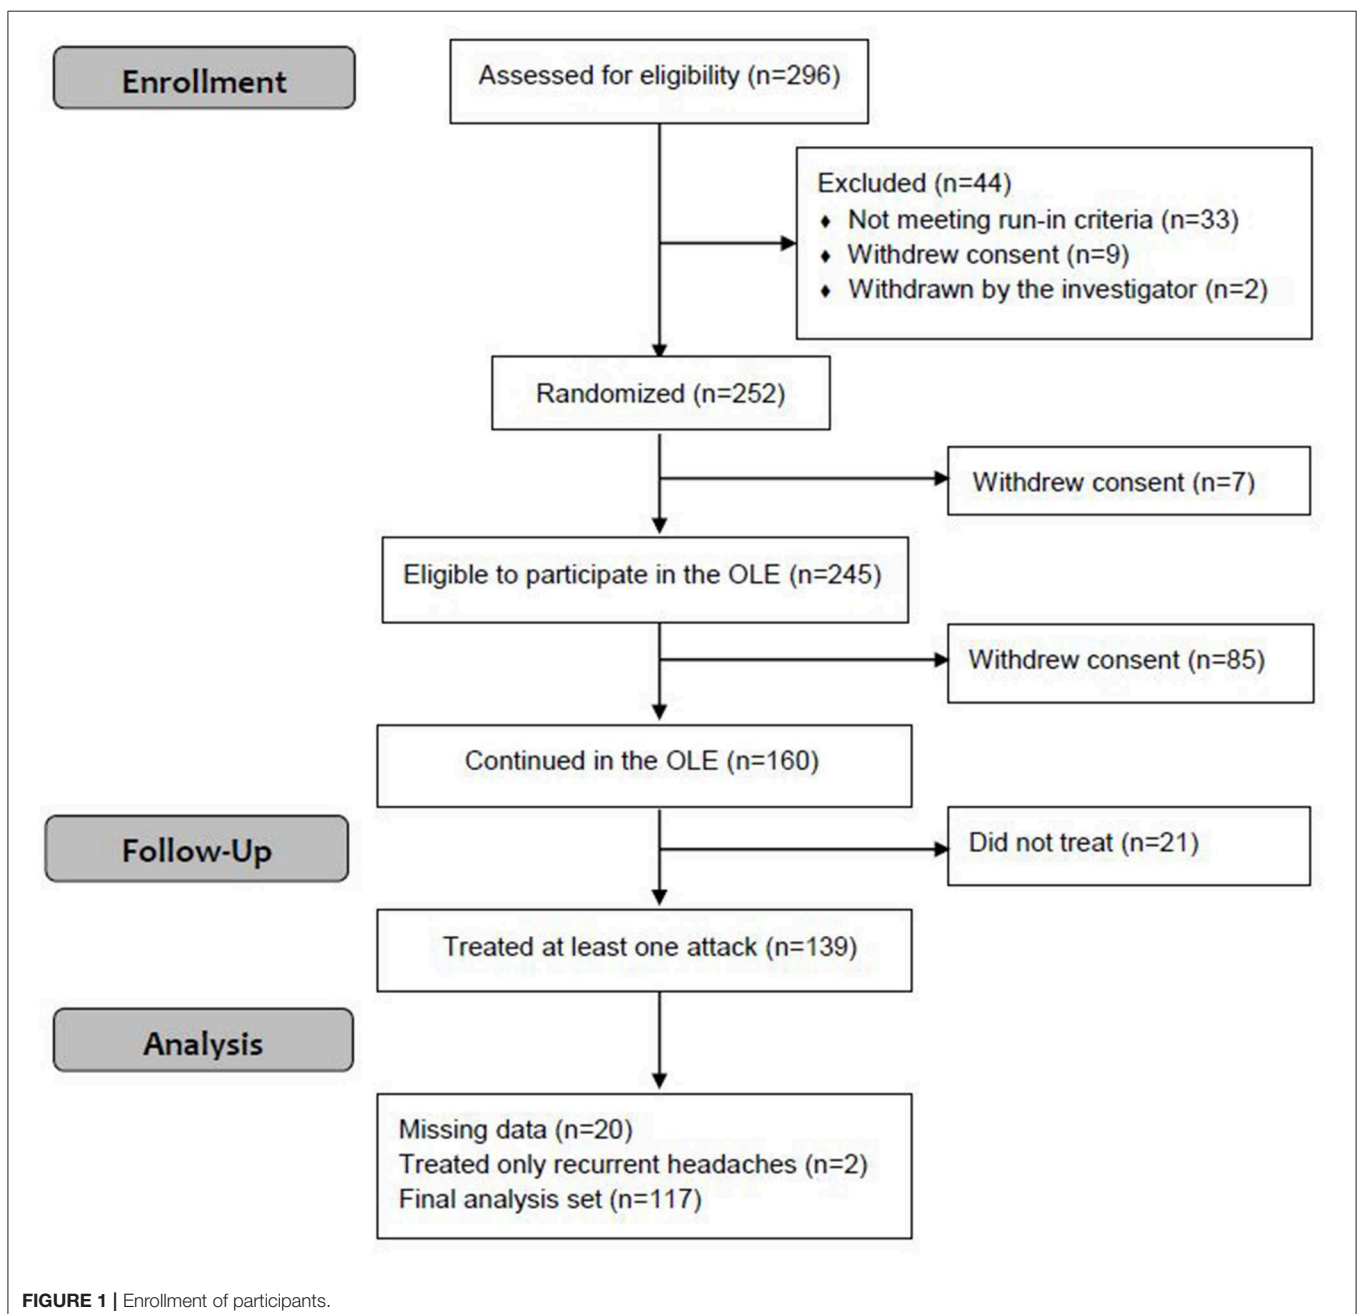 Enrollment
Assessed for eligibility (n=296)
Excluded (n=44)
♦ Not meeting run-in criteria (n=33)
♦ Withdrew consent (n=9)
♦ Withdrawn by the investigator (n=2)
Randomized (n=252)
Withdrew consent (n=7)
Eligible to participate in the OLE (n=245)
Withdrew consent (n=85)
Continued in the OLE (n=160)
Follow-Up
Did not treat (n=21)
Treated at least one attack (n=139)
Analysis
Missing data (n=20)
Treated only recurrent headaches (n=2)
Final analysis set (n=117)
FIGURE 1 | Enrollment of participants.